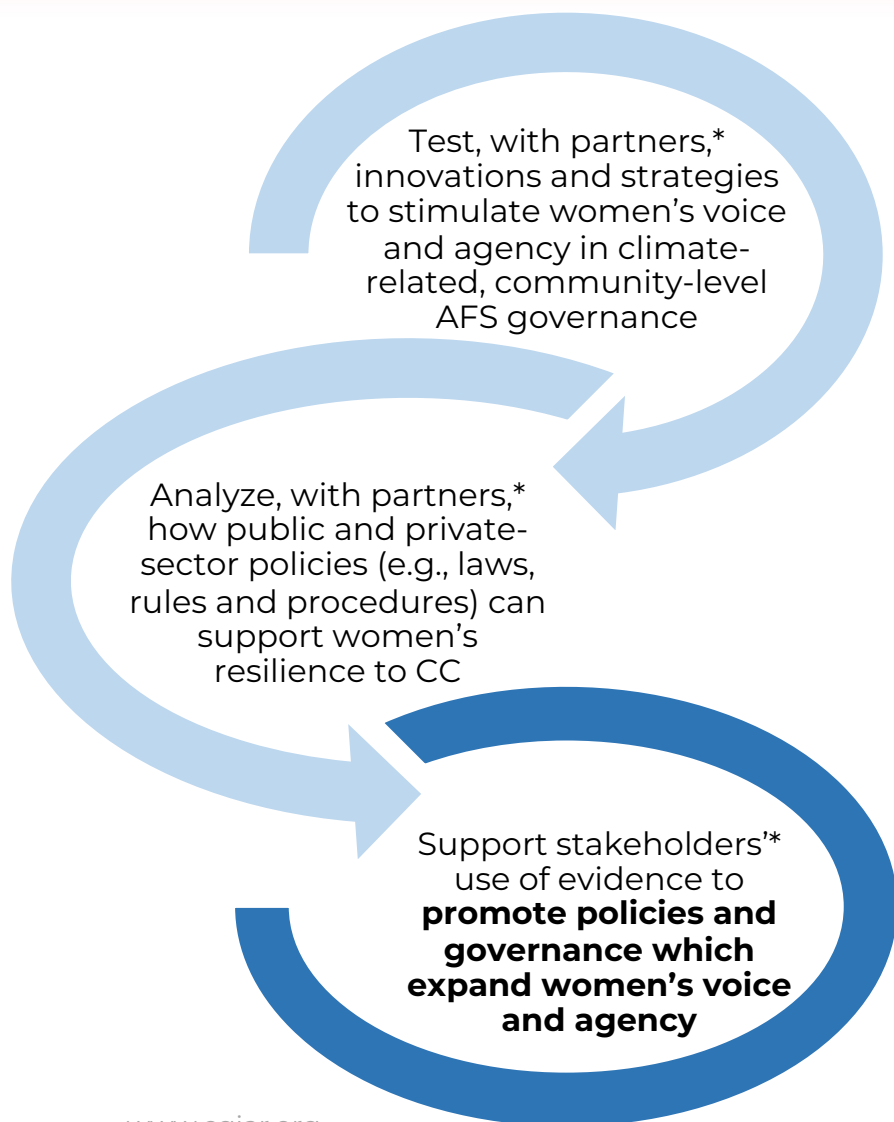 Test, with partners,*
innovations and strategies
to stimulate women’s voice
and agency in climate-
related, community-level
AFS governance
Analyze, with partners,*
how public and private-
sector policies (e.g., laws,
rules and procedures) can
support women’s
resilience to CC
Support stakeholders’*
use of evidence to
promote policies and
governance which
expand women’s voice
and agency